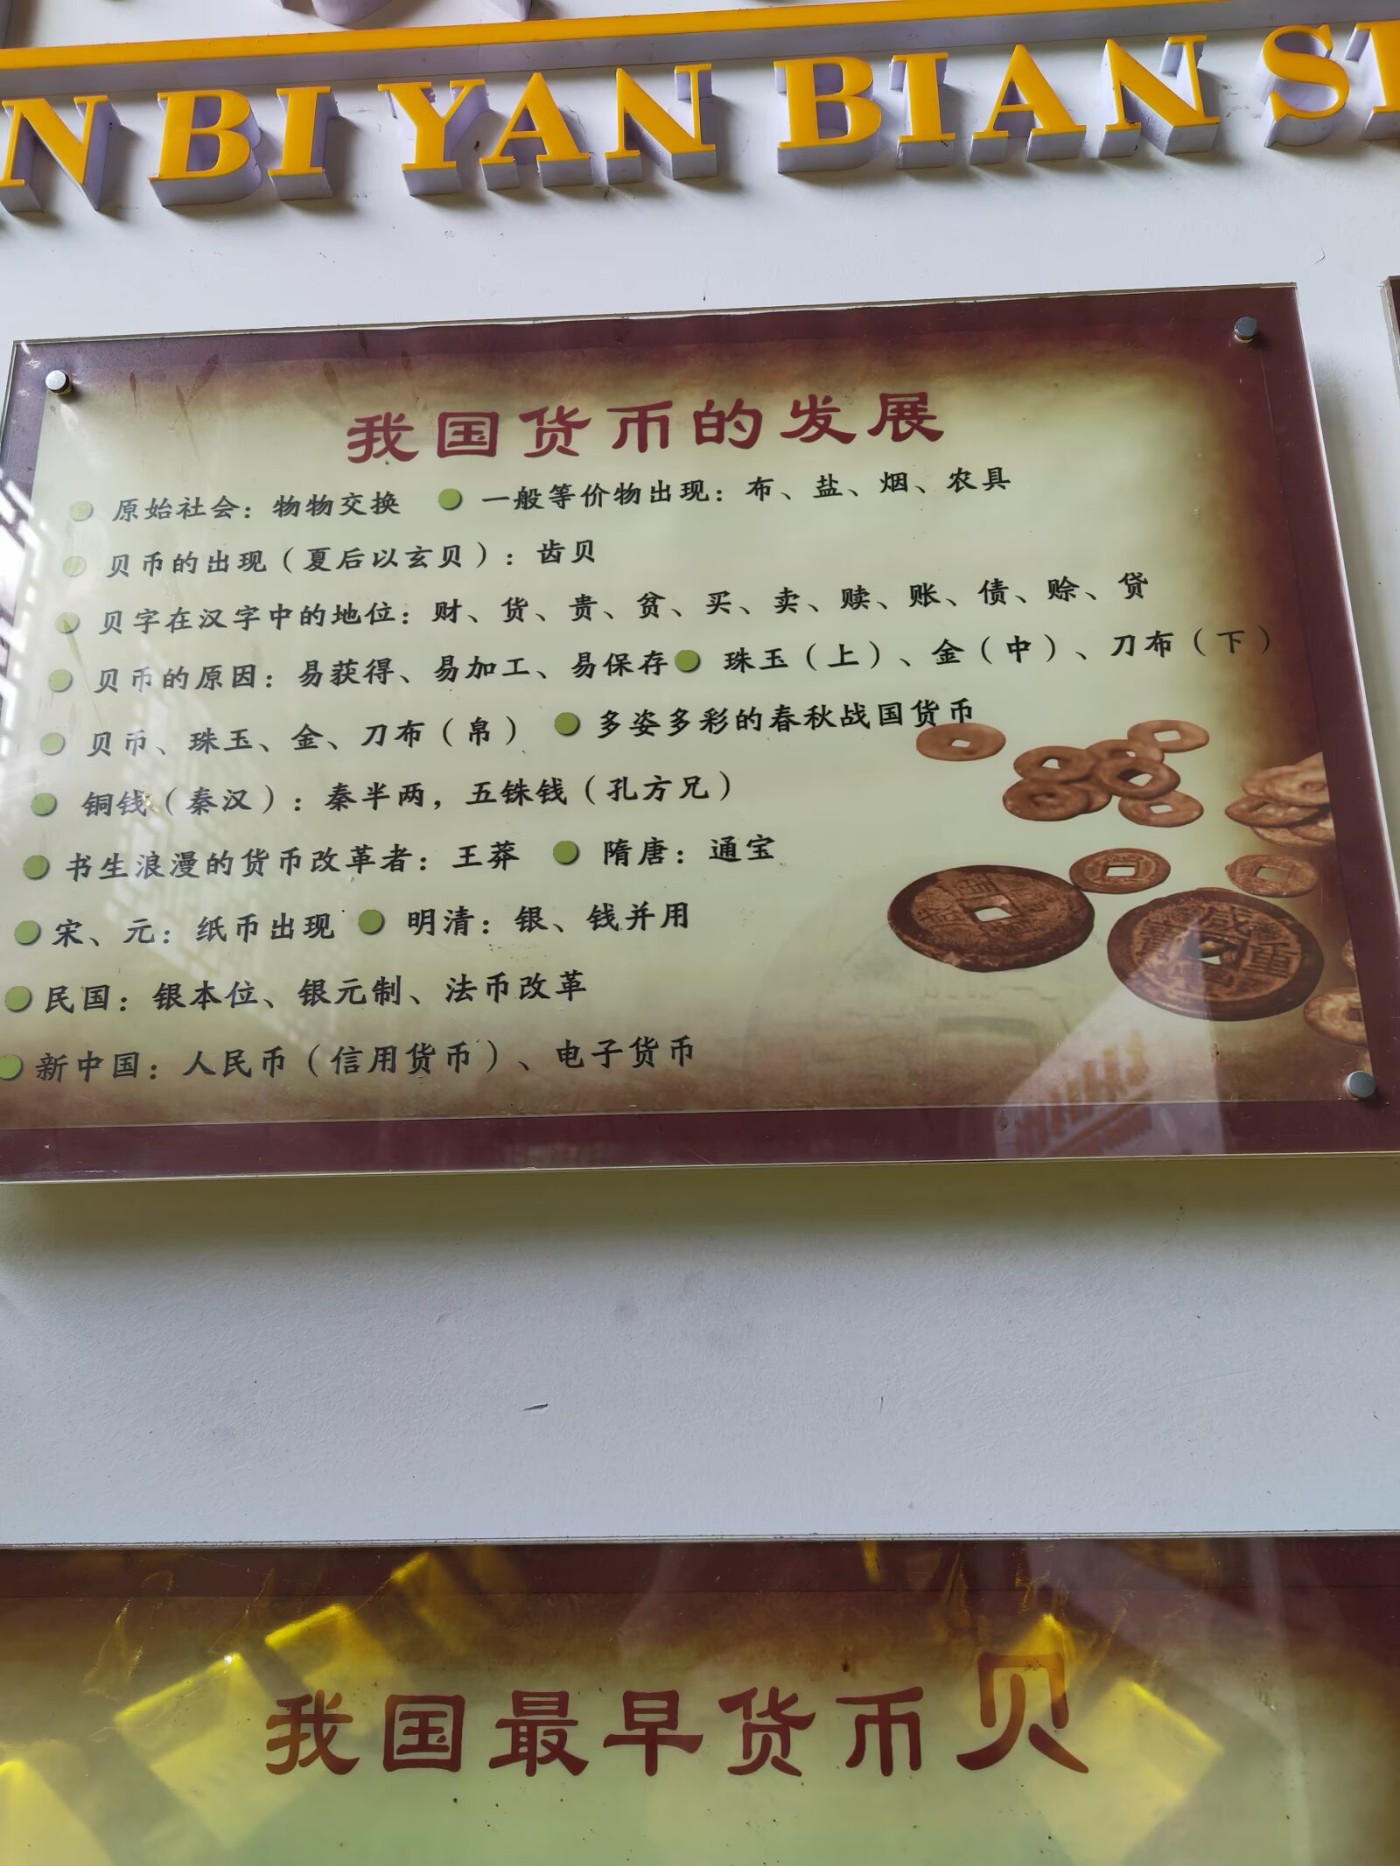 N BI YAN BIAN S
我国货币的发展
原始社会：物物交换 一般等价物出现：布、盐、烟、农具
贝币的出现（夏后以玄贝）：齿贝
贝字在汉字中的地位：财、货、贵、贫、买、卖、赎、账、债、赊、贷
贝币的原因：易获得、易加工、易保存 珠玉（上）、金（中）、刀布（下）
贝币、珠玉、金、刀布（帛） 多姿多彩的春秋战国货币
铜钱（秦汉）：秦半两，五铢钱（孔方兄）
书生浪漫的货币改革者：王莽 隋唐：通宝
宋、元：纸币出现 明清：银、钱并用
民国：银本位、银元制、法币改革
新中国：人民币（信用货币）、电子货币
我国最早货币贝